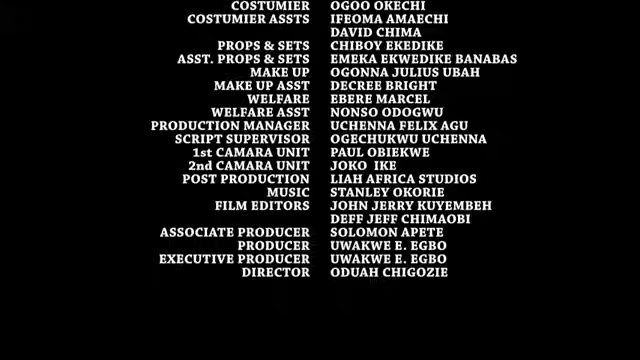 COSTUMIER OGOO OKECHI
COSTUMIER ASSTS IFEOMA AMAECHI
DAVID CHIMA
PROPS & SETS CHIBOY EKEDIKE
ASST. PROPS & SETS EMEKA EKWEDIKE BANABAS
MAKE UP OGONNA JULIUS UBAH
MAKE UP ASST DECREE BRIGHT
WELFARE EBERE MARCEL
WELFARE ASST NONSO ODOGWU
PRODUCTION MANAGER UCHENNA FELIX AGU
SCRIPT SUPERVISOR OGECHUKWU UCHENNA
1st CAMARA UNIT PAUL OBIEKWE
2nd CAMARA UNIT JOKO IKE
POST PRODUCTION LIAH AFRICA STUDIOS
MUSIC STANLEY OKORIE
FILM EDITORS JOHN JERRY KUYEMBEH
DEFF JEFF CHIMAOBI
ASSOCIATE PRODUCER SOLOMON APETE
PRODUCER UWAKWE E. EGBO
EXECUTIVE PRODUCER UWAKWE E. EGBO
DIRECTOR ODUAH CHIGOZIE